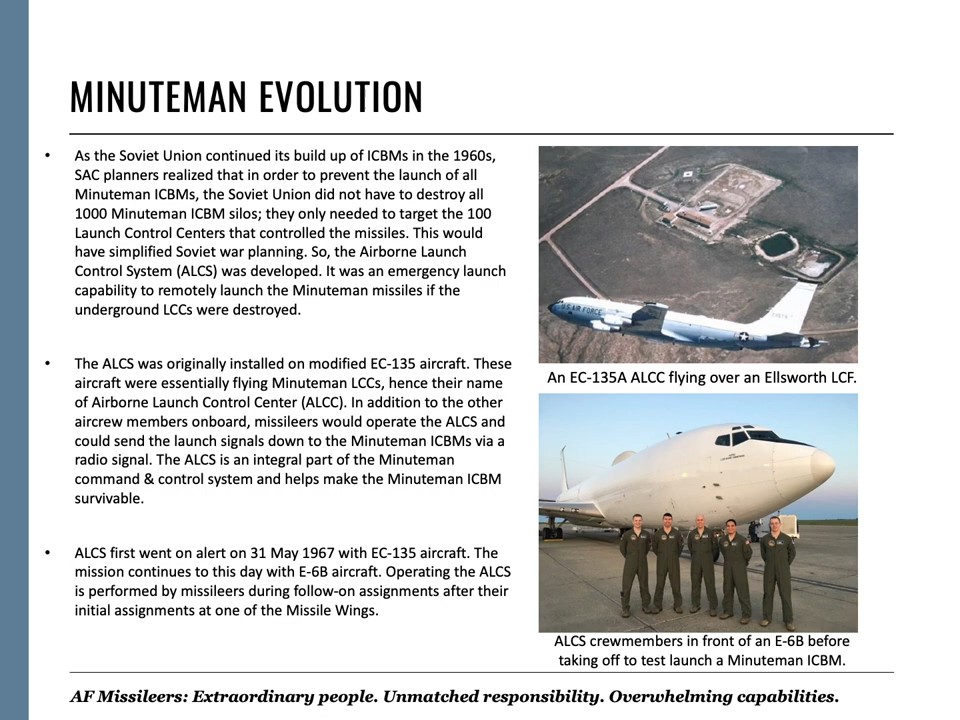 MINUTEMAN EVOLUTION
• As the Soviet Union continued its build up of ICBMs in the 1960s,
SAC planners realized that in order to prevent the launch of all
Minuteman ICBMs, the Soviet Union did not have to destroy all
1000 Minuteman ICBM silos; they only needed to target the 100
Launch Control Centers that controlled the missiles. This would
have simplified Soviet war planning. So, the Airborne Launch
Control System (ALCS) was developed. It was an emergency launch
capability to remotely launch the Minuteman missiles if the
underground LCCs were destroyed.
• The ALCS was originally installed on modified EC-135 aircraft. These
aircraft were essentially flying Minuteman LCCs, hence their name
of Airborne Launch Control Center (ALCC). In addition to the other
aircrew members onboard, missileers would operate the ALCS and
could send the launch signals down to the Minuteman ICBMs via a
radio signal. The ALCS is an integral part of the Minuteman
command & control system and helps make the Minuteman ICBM
survivable.
• ALCS first went on alert on 31 May 1967 with EC-135 aircraft. The
mission continues to this day with E-6B aircraft. Operating the ALCS
is performed by missileers during follow-on assignments after their
initial assignments at one of the Missile Wings.
U.S. AIR FORCE
An EC-135A ALCC flying over an Ellsworth LCF.
ALCS crewmembers in front of an E-6B before
taking off to test launch a Minuteman ICBM.
AF Missileers: Extraordinary people. Unmatched responsibility. Overwhelming capabilities.